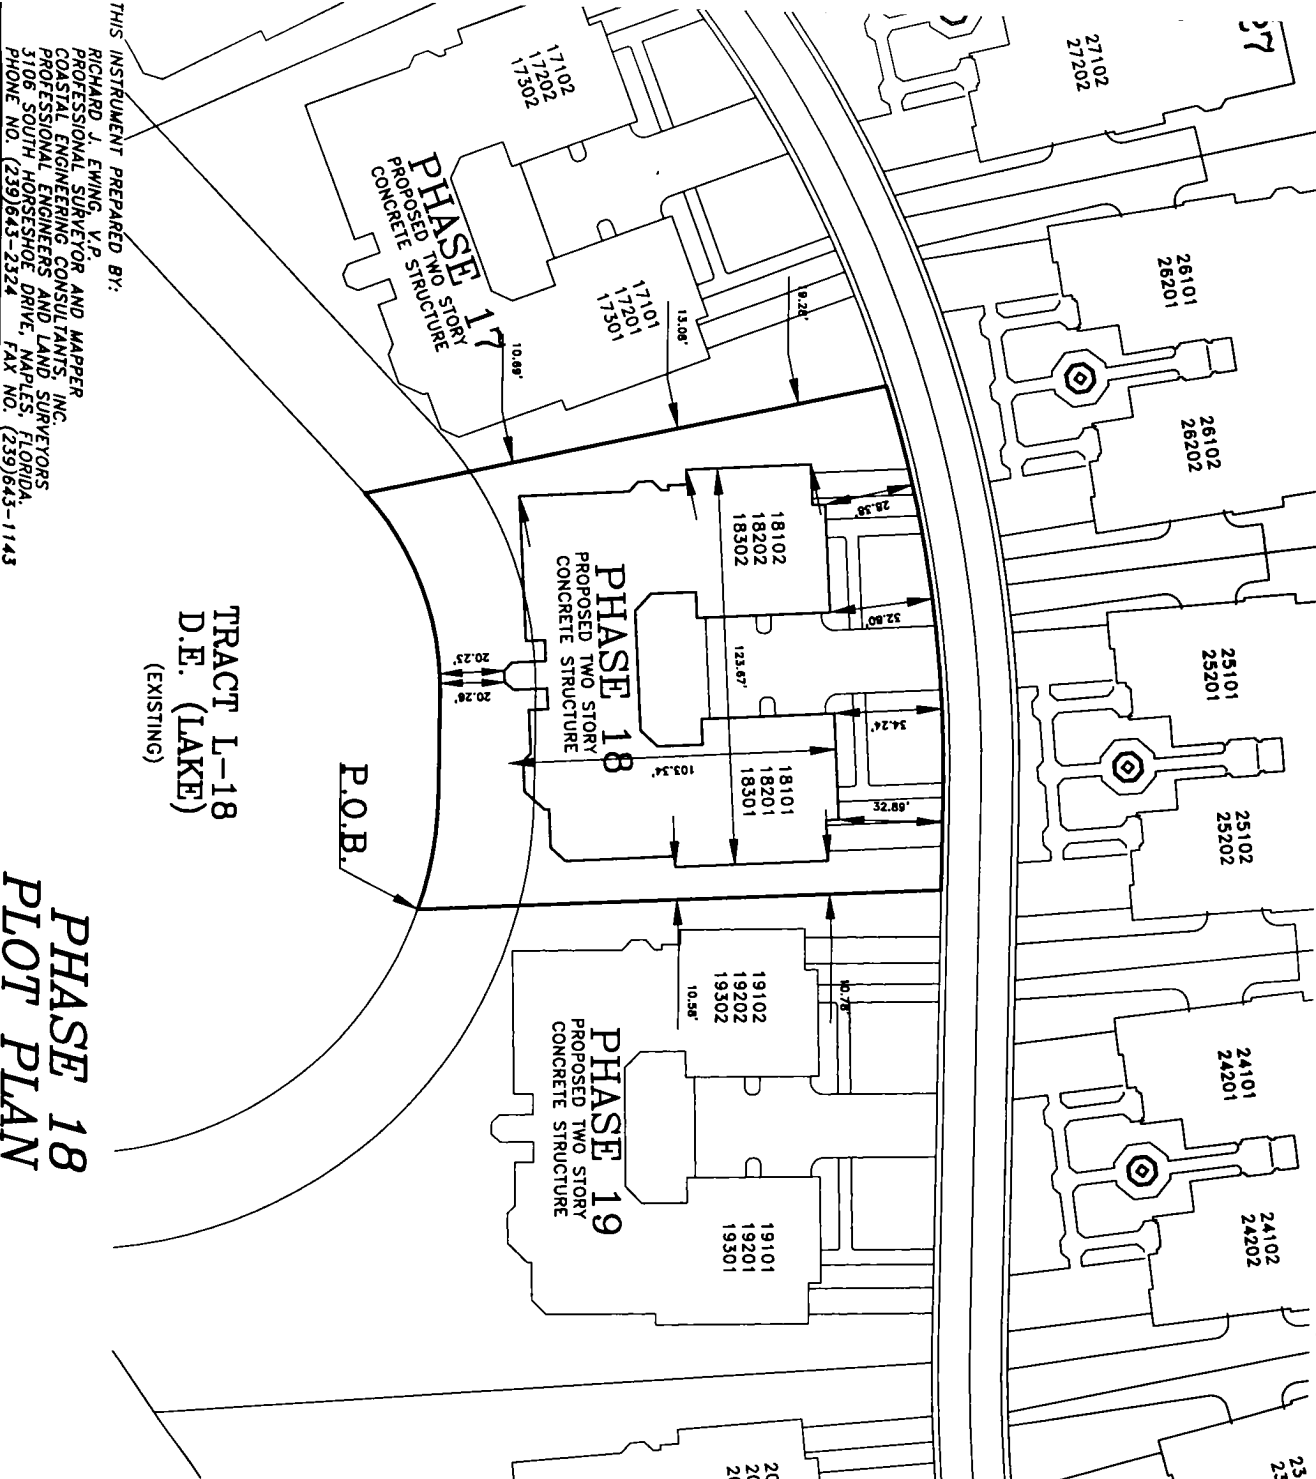 THIS INSTRUMENT PREPARED BY:
RICHARD J. EWING, V.P.
PROFESSIONAL SURVEYOR AND MAPPER
COASTAL ENGINEERING CONSULTANTS, INC.
PROFESSIONAL ENGINEERS AND LAND SURVEYORS
3106 SOUTH HORSESHOE DRIVE, NAPLES, FLORIDA.
PHONE NO. (239)643-2324 FAX NO. (239)643-1143
27102
27202
26101
26201
26102
26202
25101
25201
25102
25202
24101
24201
24102
24202
17102
17202
17302
17101
17201
17301
PHASE 17
PROPOSED TWO STORY
CONCRETE STRUCTURE
19.28'
13.08'
10.69'
18102
18202
18302
18101
18201
18301
PHASE 18
PROPOSED TWO STORY
CONCRETE STRUCTURE
28.38'
32.80'
34.24'
32.89'
123.67'
103.34'
20.23'
20.26'
10.78'
10.58'
19102
19202
19302
19101
19201
19301
PHASE 19
PROPOSED TWO STORY
CONCRETE STRUCTURE
TRACT L-18
D.E. (LAKE)
(EXISTING)
P.O.B.
PHASE 18
PLOT PLAN